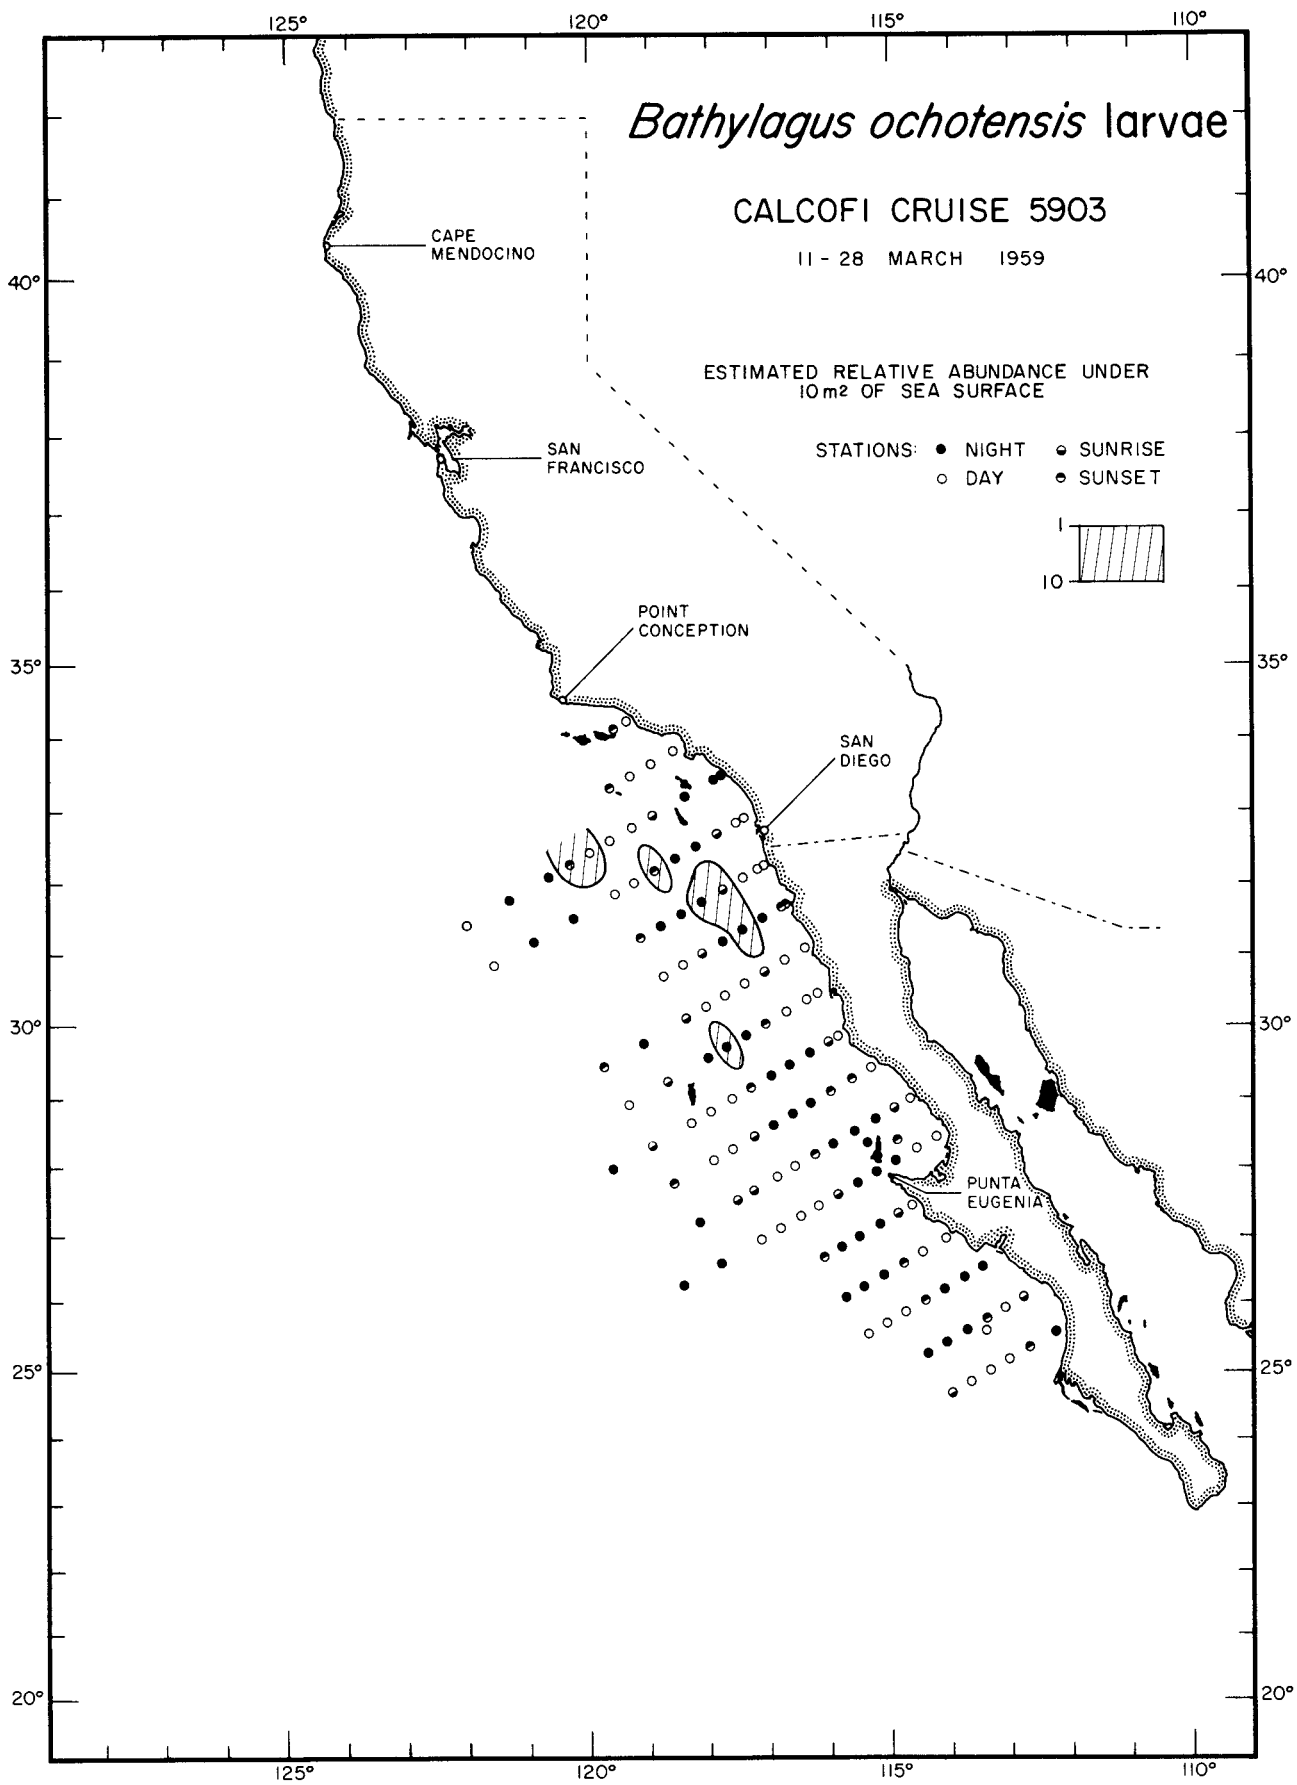 125° 120° 115° 110°
Bathylagus ochotensis larvae
CALCOFI CRUISE 5903
11 - 28 MARCH 1959
CAPE
MENDOCINO
40° 40°
ESTIMATED RELATIVE ABUNDANCE UNDER
10m2 OF SEA SURFACE
STATIONS: NIGHT SUNRISE
DAY SUNSET
SAN
FRANCISCO
1
10
POINT
CONCEPTION
35° 35°
SAN
DIEGO
30° 30°
PUNTA
EUGENIA
25° 25°
20° 20°
125° 120° 115° 110°